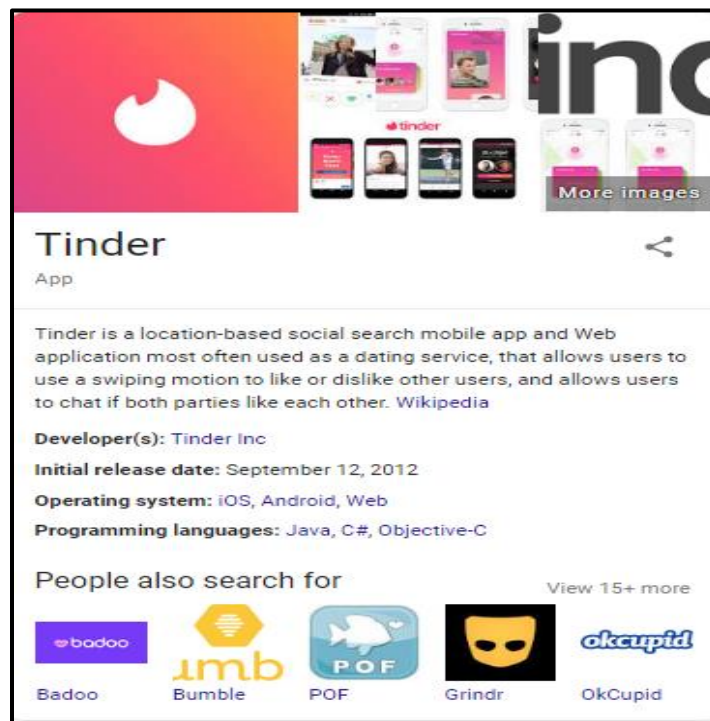 tinder
inc
More images
Tinder
App
Tinder is a location-based social search mobile app and Web
application most often used as a dating service, that allows users to
use a swiping motion to like or dislike other users, and allows users
to chat if both parties like each other. Wikipedia
Developer(s): Tinder Inc
Initial release date: September 12, 2012
Operating system: iOS, Android, Web
Programming languages: Java, C#, Objective-C
People also search for
View 15+ more
badoo
umb
POF
okcupid
Badoo
Bumble
POF
Grindr
OkCupid